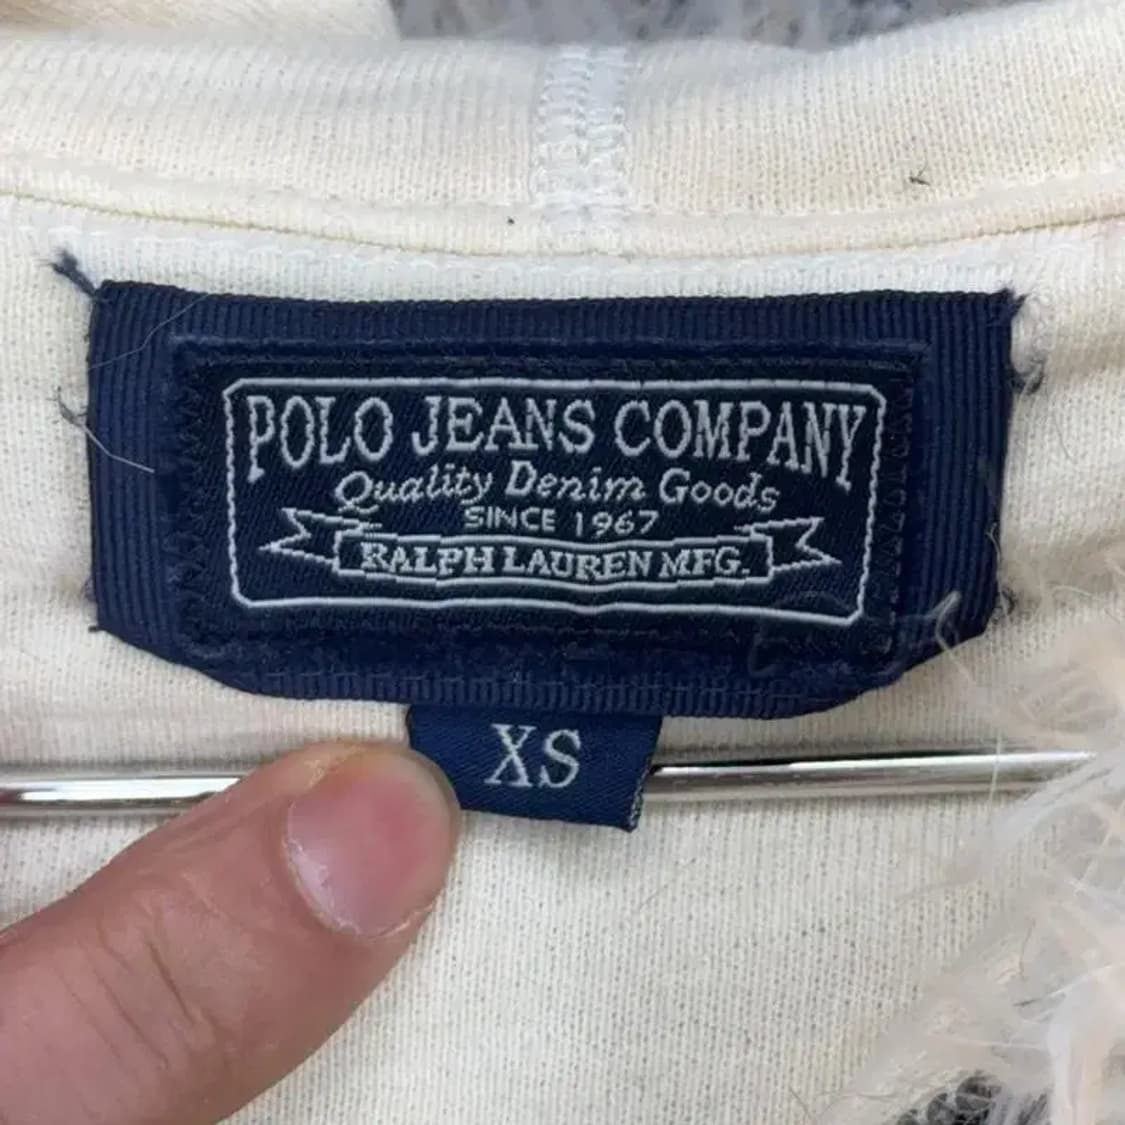 POLO JEANS COMPANY
Quality Denim Goods
SINCE 1967
RALPH LAUREN MFG.
XS